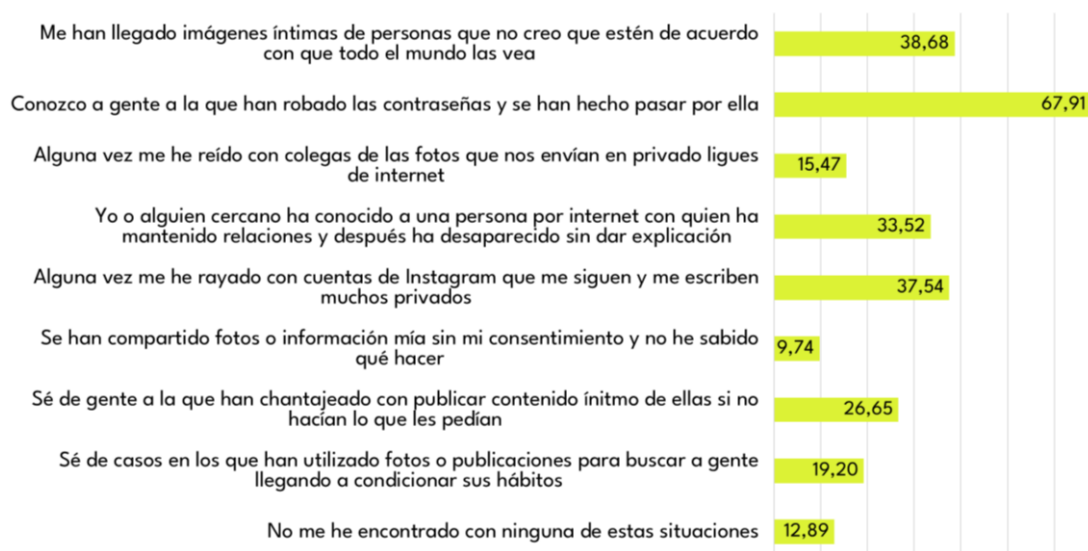 Me han llegado imágenes íntimas de personas que no creo que estén de acuerdo
con que todo el mundo las vea
38,68
Conozco a gente a la que han robado las contraseñas y se han hecho pasar por ella
67,91
Alguna vez me he reído con colegas de las fotos que nos envían en privado ligues
de internet
15,47
Yo o alguien cercano ha conocido a una persona por internet con quien ha
mantenido relaciones y después ha desaparecido sin dar explicación
33,52
Alguna vez me he rayado con cuentas de Instagram que me siguen y me escriben
muchos privados
37,54
Se han compartido fotos o información mía sin mi consentimiento y no he sabido
qué hacer
9,74
Sé de gente a la que han chantajeado con publicar contenido ínitmo de ellas si no
hacían lo que les pedían
26,65
Sé de casos en los que han utilizado fotos o publicaciones para buscar a gente
llegando a condicionar sus hábitos
19,20
No me he encontrado con ninguna de estas situaciones
12,89